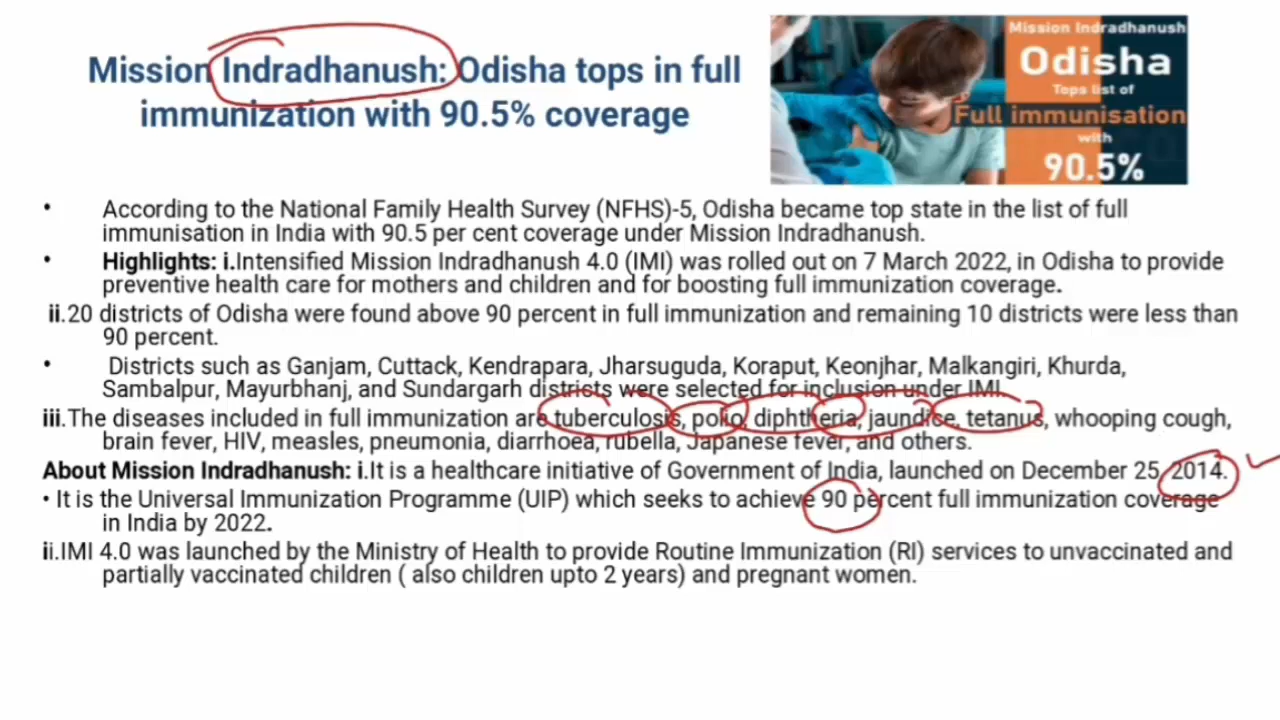 Mission Indradhanush: Odisha tops in full
immunization with 90.5% coverage
Mission Indradhanush
Odisha
Tops list of
Full immunisation
with
90.5%
• According to the National Family Health Survey (NFHS)-5, Odisha became top state in the list of full
immunisation in India with 90.5 per cent coverage under Mission Indradhanush.
• Highlights: i.Intensified Mission Indradhanush 4.0 (IMI) was rolled out on 7 March 2022, in Odisha to provide
preventive health care for mothers and children and for boosting full immunization coverage.
ii.20 districts of Odisha were found above 90 percent in full immunization and remaining 10 districts were less than
90 percent.
• Districts such as Ganjam, Cuttack, Kendrapara, Jharsuguda, Koraput, Keonjhar, Malkangiri, Khurda,
Sambalpur, Mayurbhanj, and Sundargarh districts were selected for inclusion under IMI.
iii.The diseases included in full immunization are tuberculosis, polio, diphtheria, jaundice, tetanus, whooping cough,
brain fever, HIV, measles, pneumonia, diarrhoea, rubella, Japanese fever, and others.
About Mission Indradhanush: i.It is a healthcare initiative of Government of India, launched on December 25, 2014.
• It is the Universal Immunization Programme (UIP) which seeks to achieve 90 percent full immunization coverage
in India by 2022.
ii.IMI 4.0 was launched by the Ministry of Health to provide Routine Immunization (RI) services to unvaccinated and
partially vaccinated children ( also children upto 2 years) and pregnant women.